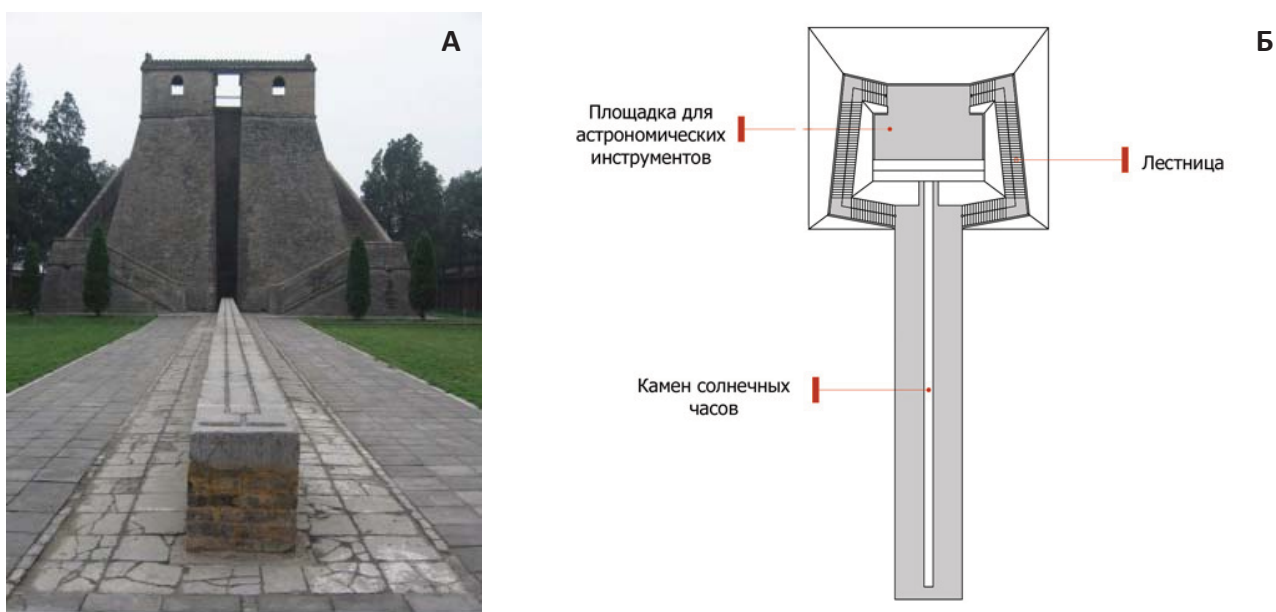 А
Б
Площадка для
астрономических
инструментов
Лестница
Камен солнечных
часов